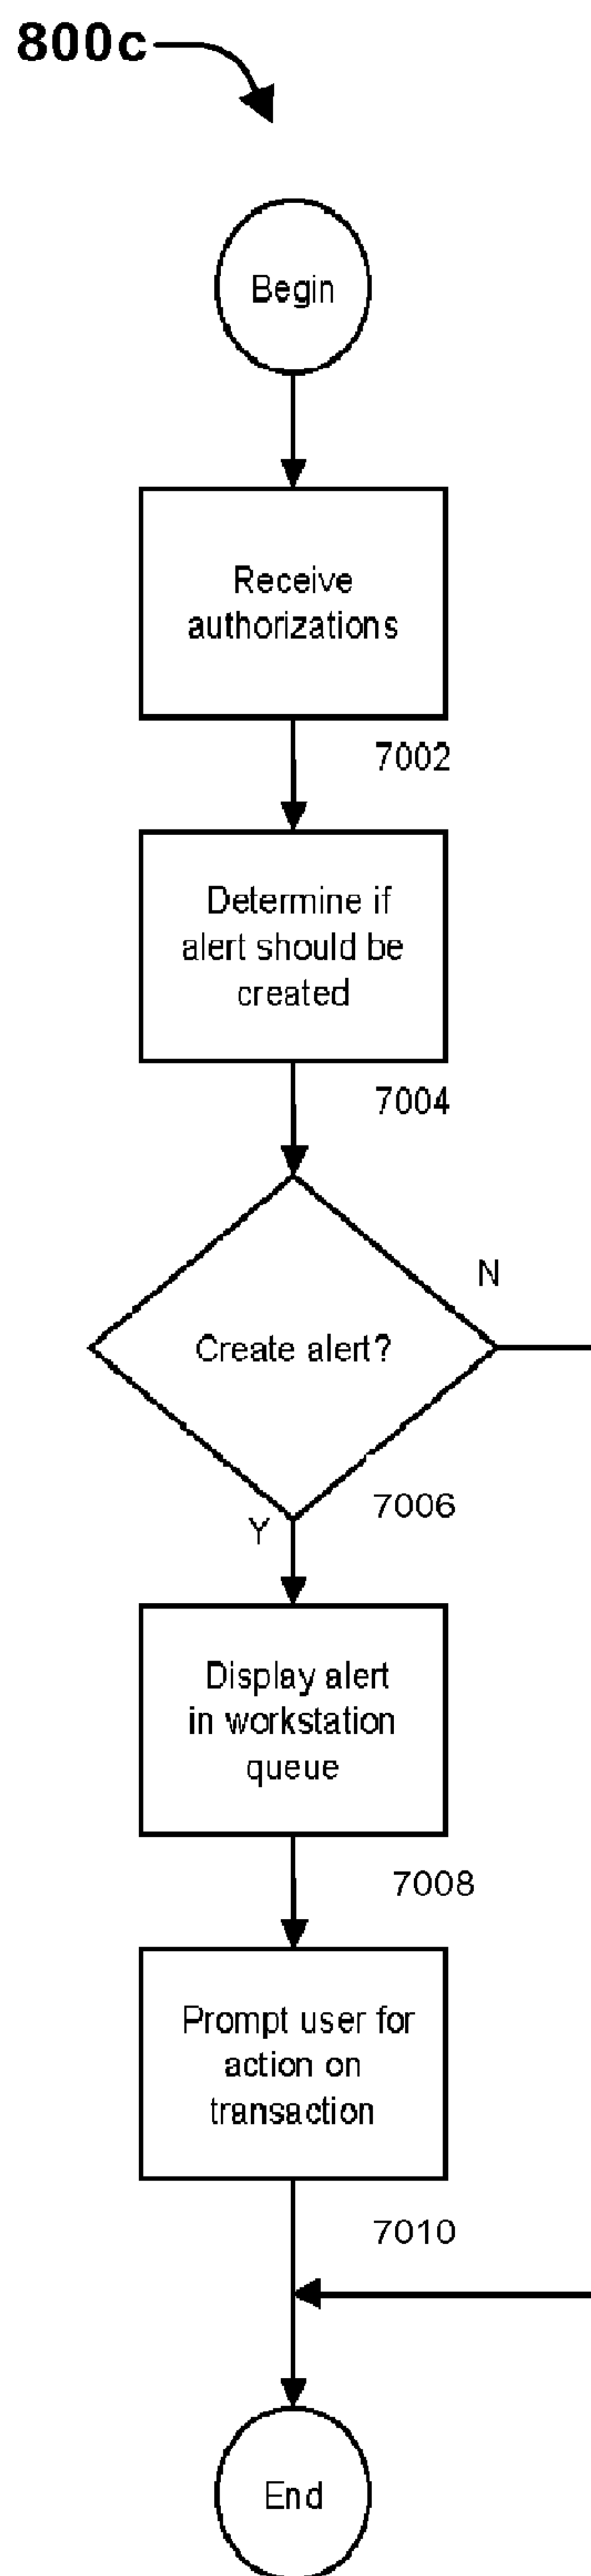 800c
Begin
Receive
authorizations
7002
Determine if
alert should be
created
7004
N
Create alert?
7006
Y
Display alert
in workstation
queue
7008
Prompt user for
action on
transaction
7010
End